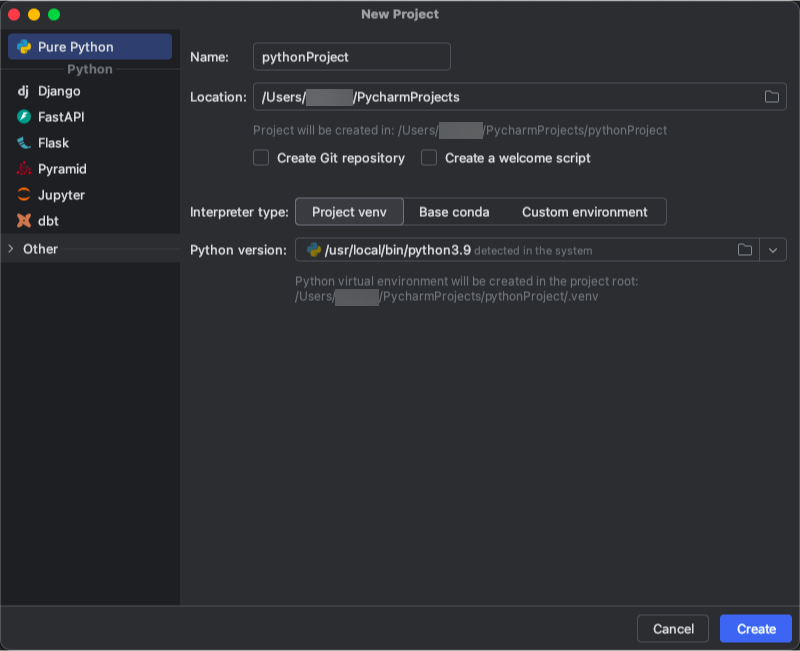 New Project
Pure Python
Python
dj Django
FastAPI
Flask
Pyramid
Jupyter
dbt
Other
Name: pythonProject
Location: /Users/ /PycharmProjects
Project will be created in: /Users/ /PycharmProjects/pythonProject
Create Git repository Create a welcome script
Interpreter type: Project venv Base conda Custom environment
Python version: /usr/local/bin/python3.9 detected in the system
Python virtual environment will be created in the project root:
/Users/ /PycharmProjects/pythonProject/.venv
Cancel Create